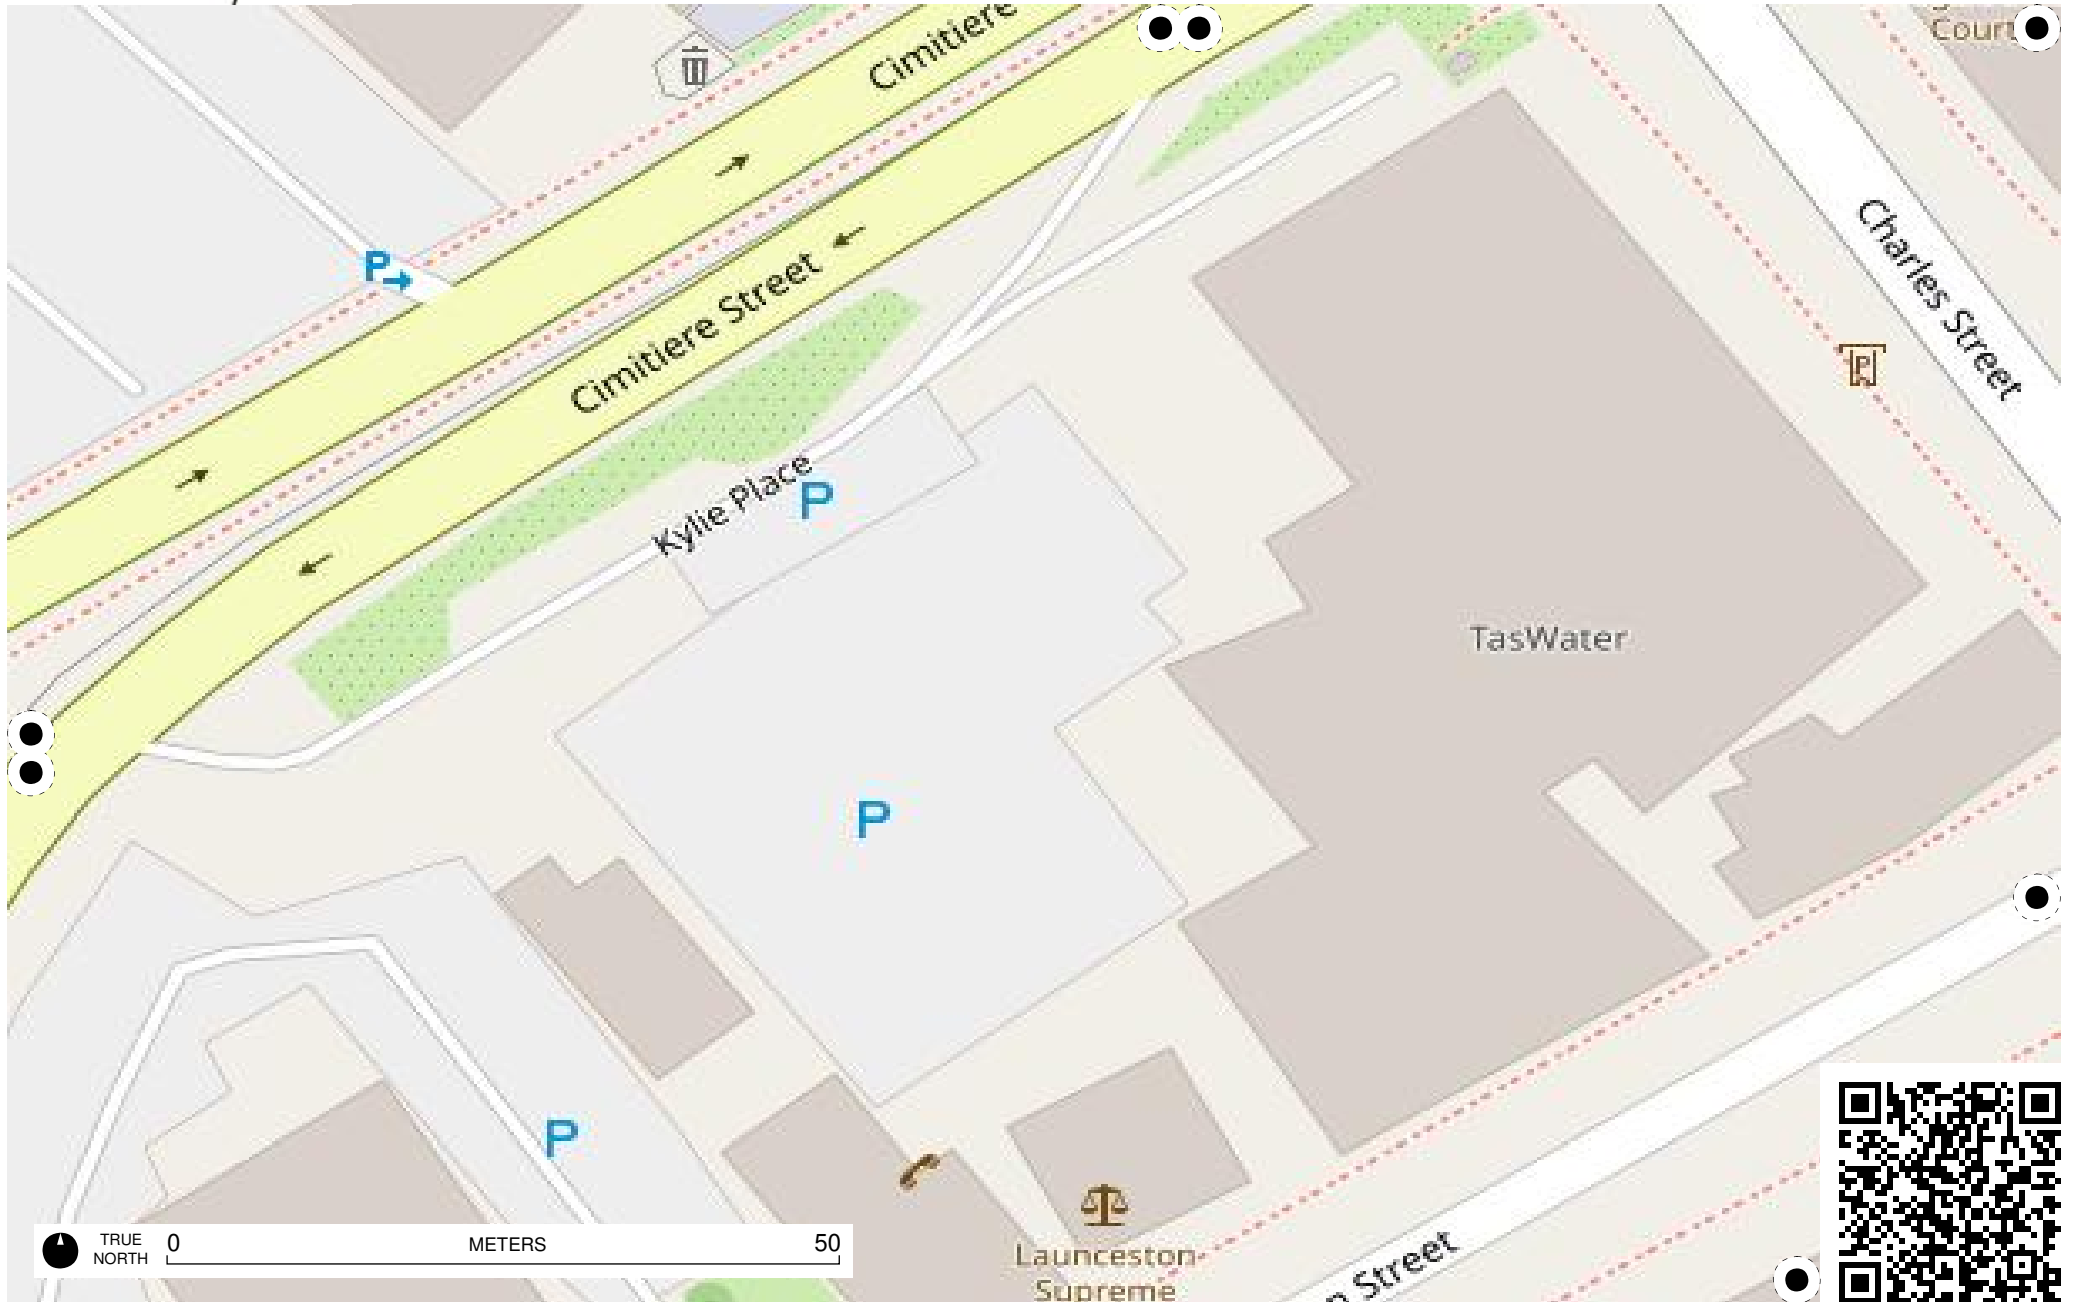 Cimitiere
Court
Charles Street
P
Cimitiere Street
P
Kylie Place
P
TasWater
P
P
Launceston
Supreme
Street
TRUE
NORTH
0
METERS
50